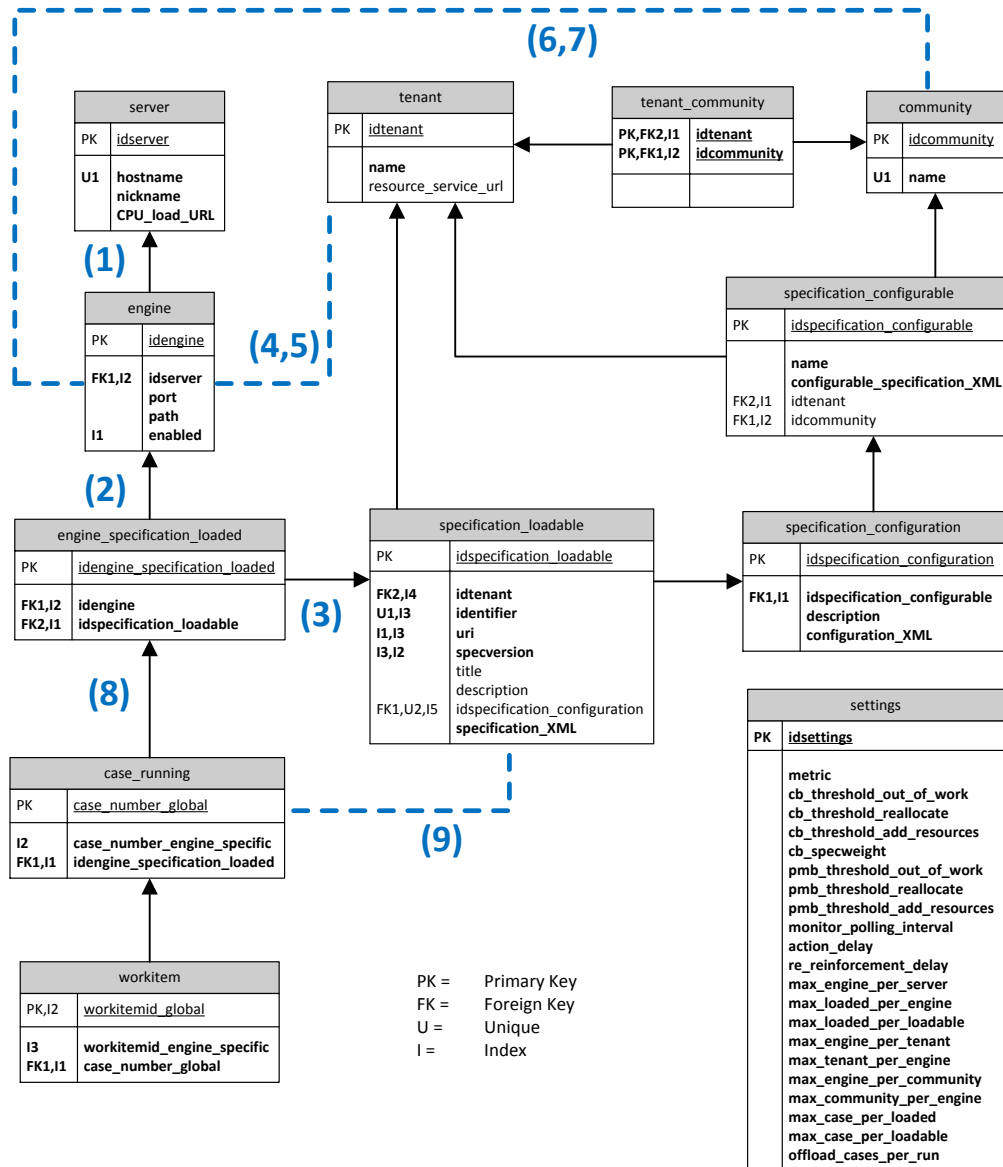 (6,7)
server
PK idserver
U1 hostname
nickname
CPU_load_URL
tenant
PK idtenant
name
resource_service_url
tenant_community
PK,FK2,I1 idtenant
PK,FK1,I2 idcommunity
community
PK idcommunity
U1 name
(1)
engine
PK idengine
FK1,I2 idserver
port
path
I1 enabled
(4,5)
specification_configurable
PK idspecification_configurable
name
configurable_specification_XML
FK2,I1 idtenant
FK1,I2 idcommunity
(2)
engine_specification_loaded
PK idengine_specification_loaded
FK1,I2 idengine
FK2,I1 idspecification_loadable
(3)
specification_loadable
PK idspecification_loadable
FK2,I4 idtenant
U1,I3 identifier
I1,I3 uri
I3,I2 specversion
title
description
FK1,U2,I5 idspecification_configuration
specification_XML
specification_configuration
PK idspecification_configuration
FK1,I1 idspecification_configurable
description
configuration_XML
(8)
case_running
PK case_number_global
I2 case_number_engine_specific
FK1,I1 idengine_specification_loaded
(9)
workitem
PK,I2 workitemid_global
I3 workitemid_engine_specific
FK1,I1 case_number_global
PK = Primary Key
FK = Foreign Key
U = Unique
I = Index
settings
PK idsettings
metric
cb_threshold_out_of_work
cb_threshold_reallocate
cb_threshold_add_resources
cb_specweight
pmb_threshold_out_of_work
pmb_threshold_reallocate
pmb_threshold_add_resources
monitor_polling_interval
action_delay
re_reinforcement_delay
max_engine_per_server
max_loaded_per_engine
max_loaded_per_loadable
max_engine_per_tenant
max_tenant_per_engine
max_engine_per_community
max_community_per_engine
max_case_per_loaded
max_case_per_loadable
offload_cases_per_run